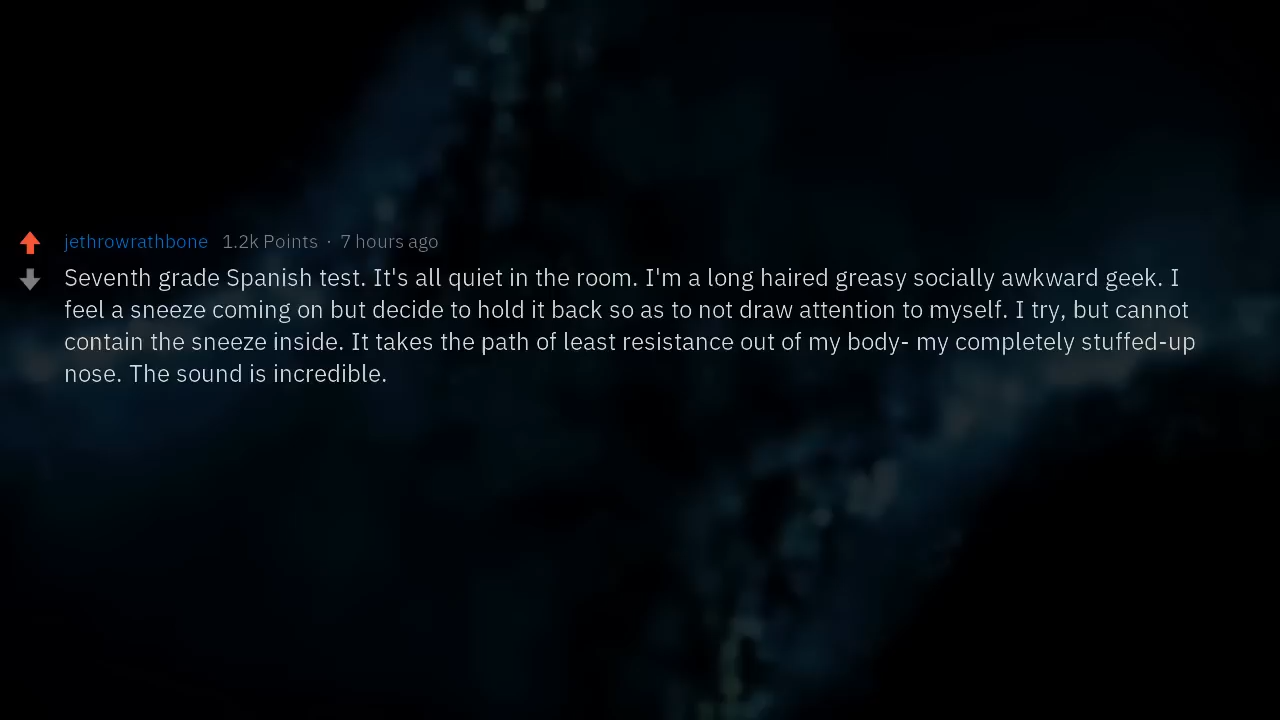 jethrowrathbone 1.2k Points · 7 hours ago
Seventh grade Spanish test. It's all quiet in the room. I'm a long haired greasy socially awkward geek. I
feel a sneeze coming on but decide to hold it back so as to not draw attention to myself. I try, but cannot
contain the sneeze inside. It takes the path of least resistance out of my body- my completely stuffed-up
nose. The sound is incredible.